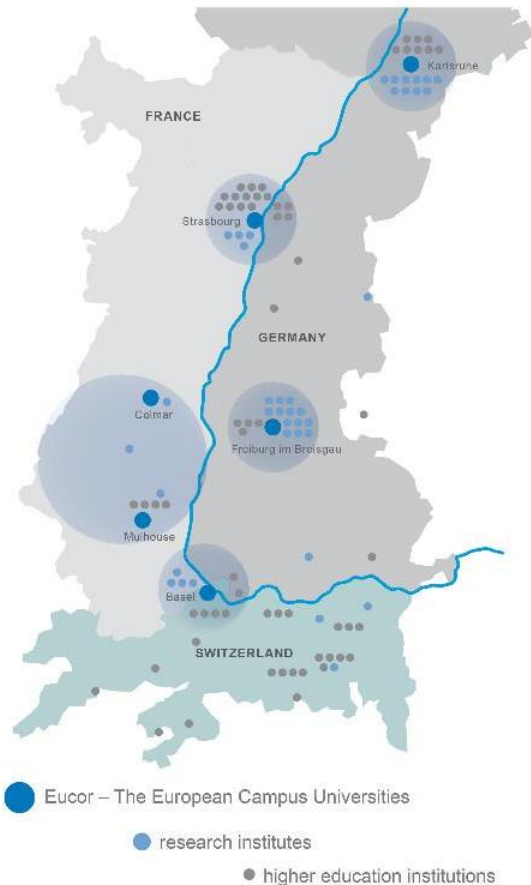 Karlsruhe
FRANCE
Strasbourg
GERMANY
Colmar
Freiburg im Breisgau
Mulhouse
Basel
SWITZERLAND
Eucor – The European Campus Universities
research institutes
higher education institutions